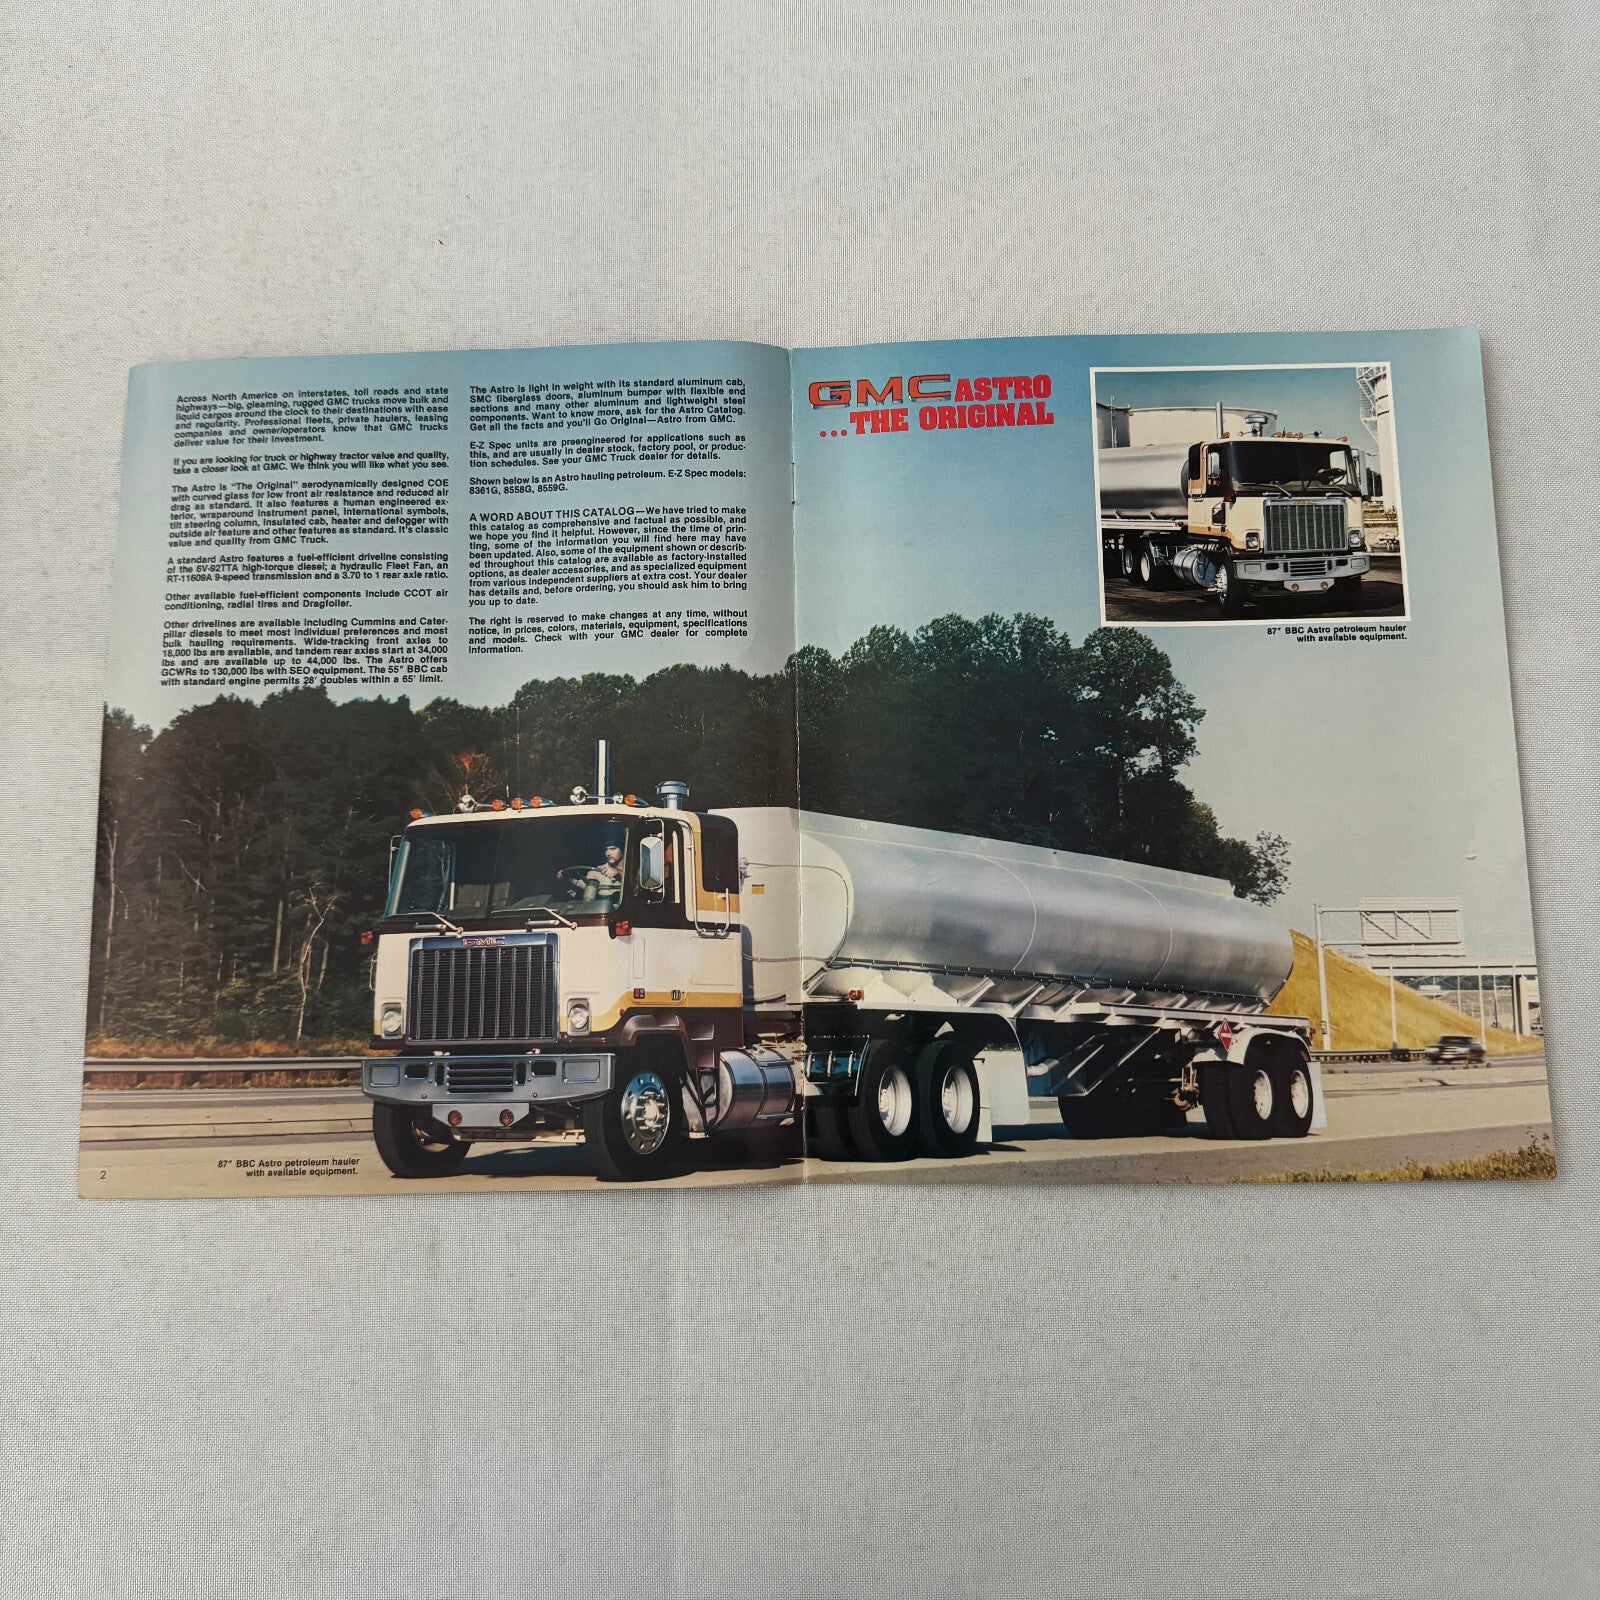 Across North America on interstates, toll roads and state
highways—big, gleaming, rugged GMC trucks move bulk and
liquid cargos around the clock to their destinations with ease
and regularity. Professional fleets, private haulers, leasing
companies and owner/operators know that GMC trucks
deliver value for their investment.
If you are looking for truck or highway tractor value and quality,
take a closer look at GMC. We think you will like what you see.
The Astro is "The Original" aerodynamically designed COE
with curved glass for low front air resistance and reduced air
drag as standard. It also features a human engineered ex-
terior, wraparound instrument panel, international symbols,
tilt steering column, insulated cab, heater and defogger with
outside air feature and other features as standard. It's classic
value and quality from GMC Truck.
A standard Astro features a fuel-efficient driveline consisting
of the 6V-92TTA high-torque diesel; a hydraulic Fleet Fan, an
RT-11609A 9-speed transmission and a 3.70 to 1 rear axle ratio.
Other available fuel-efficient components include CCOT air
conditioning, radial tires and Dragfoiler.
Other drivelines are available including Cummins and Cater-
pillar diesels to meet most individual preferences and most
bulk hauling requirements. Wide-tracking front axles to
18,000 lbs are available, and tandem rear axles start at 34,000
lbs and are available up to 44,000 lbs. The Astro offers
GCWRs to 130,000 lbs with SEO equipment. The 55" BBC cab
with standard engine permits 28' doubles within a 65' limit.
The Astro is light in weight with its standard aluminum cab,
SMC fiberglass doors, aluminum bumper with flexible end
sections and many other aluminum and lightweight steel
components. Want to know more, ask for the Astro Catalog.
Get all the facts and you'll Go Original—Astro from GMC.
E-Z Spec units are preengineered for applications such as
this, and are usually in dealer stock, factory pool, or produc-
tion schedules. See your GMC Truck dealer for details.
Shown below is an Astro hauling petroleum. E-Z Spec models:
8361G, 8558G, 8559G.
A WORD ABOUT THIS CATALOG—We have tried to make
this catalog as comprehensive and factual as possible, and
we hope you find it helpful. However, since the time of prin-
ting, some of the information you will find here may have
been updated. Also, some of the equipment shown or describ-
ed throughout this catalog are available as factory-installed
options, as dealer accessories, and as specialized equipment
from various independent suppliers at extra cost. Your dealer
has details and, before ordering, you should ask him to bring
you up to date.
The right is reserved to make changes at any time, without
notice, in prices, colors, materials, equipment, specifications
and models. Check with your GMC dealer for complete
information.
GMC ASTRO
...THE ORIGINAL
87" BBC Astro petroleum hauler
with available equipment.
GMC
87" BBC Astro petroleum hauler
with available equipment.
2